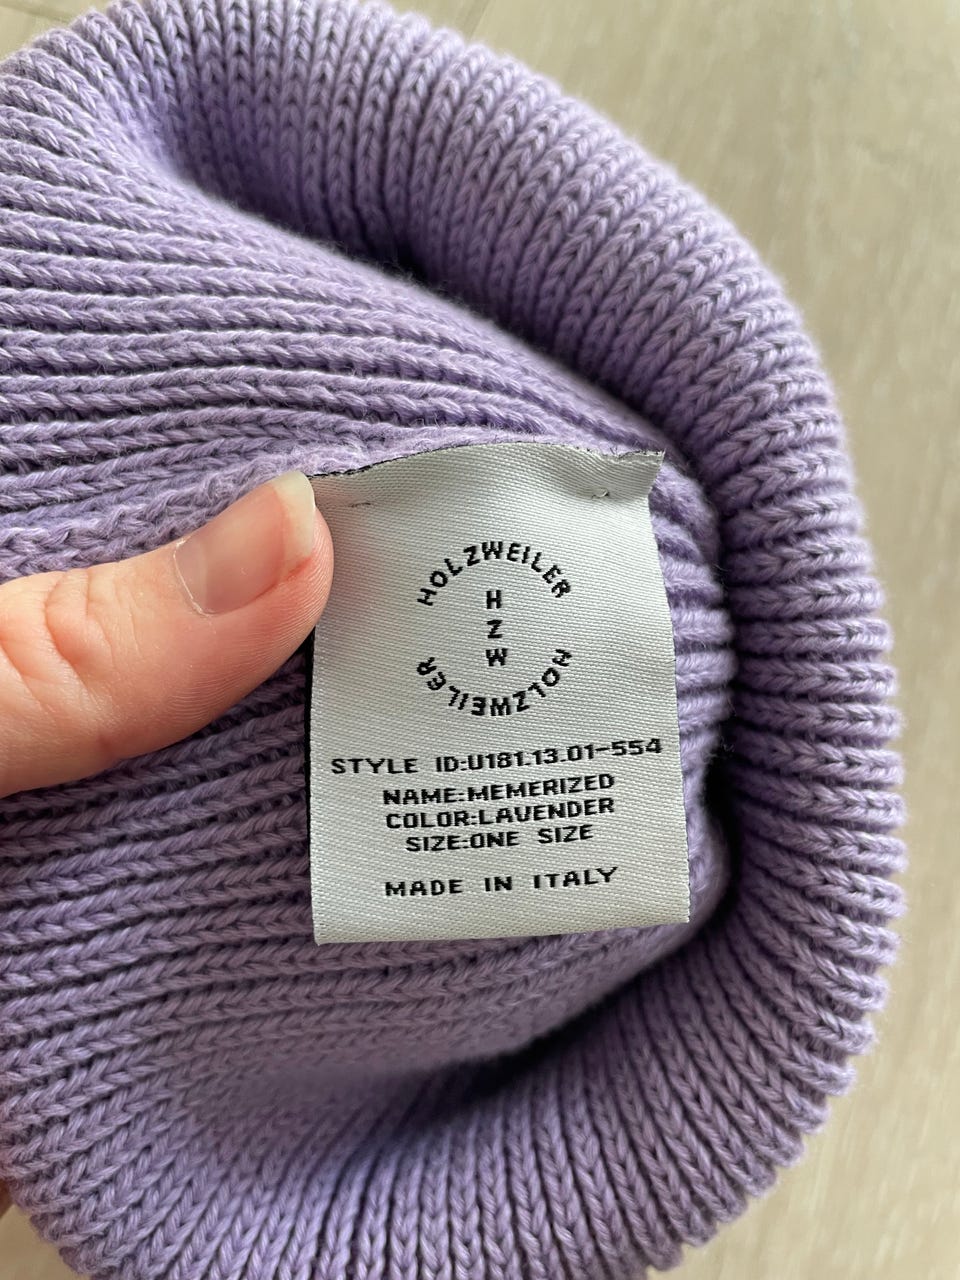 HOLZWEILER
H
Z
W
HOLZWEILER
STYLE ID:U181.13.01-554
NAME:MEMERIZED
COLOR:LAVENDER
SIZE:ONE SIZE
MADE IN ITALY